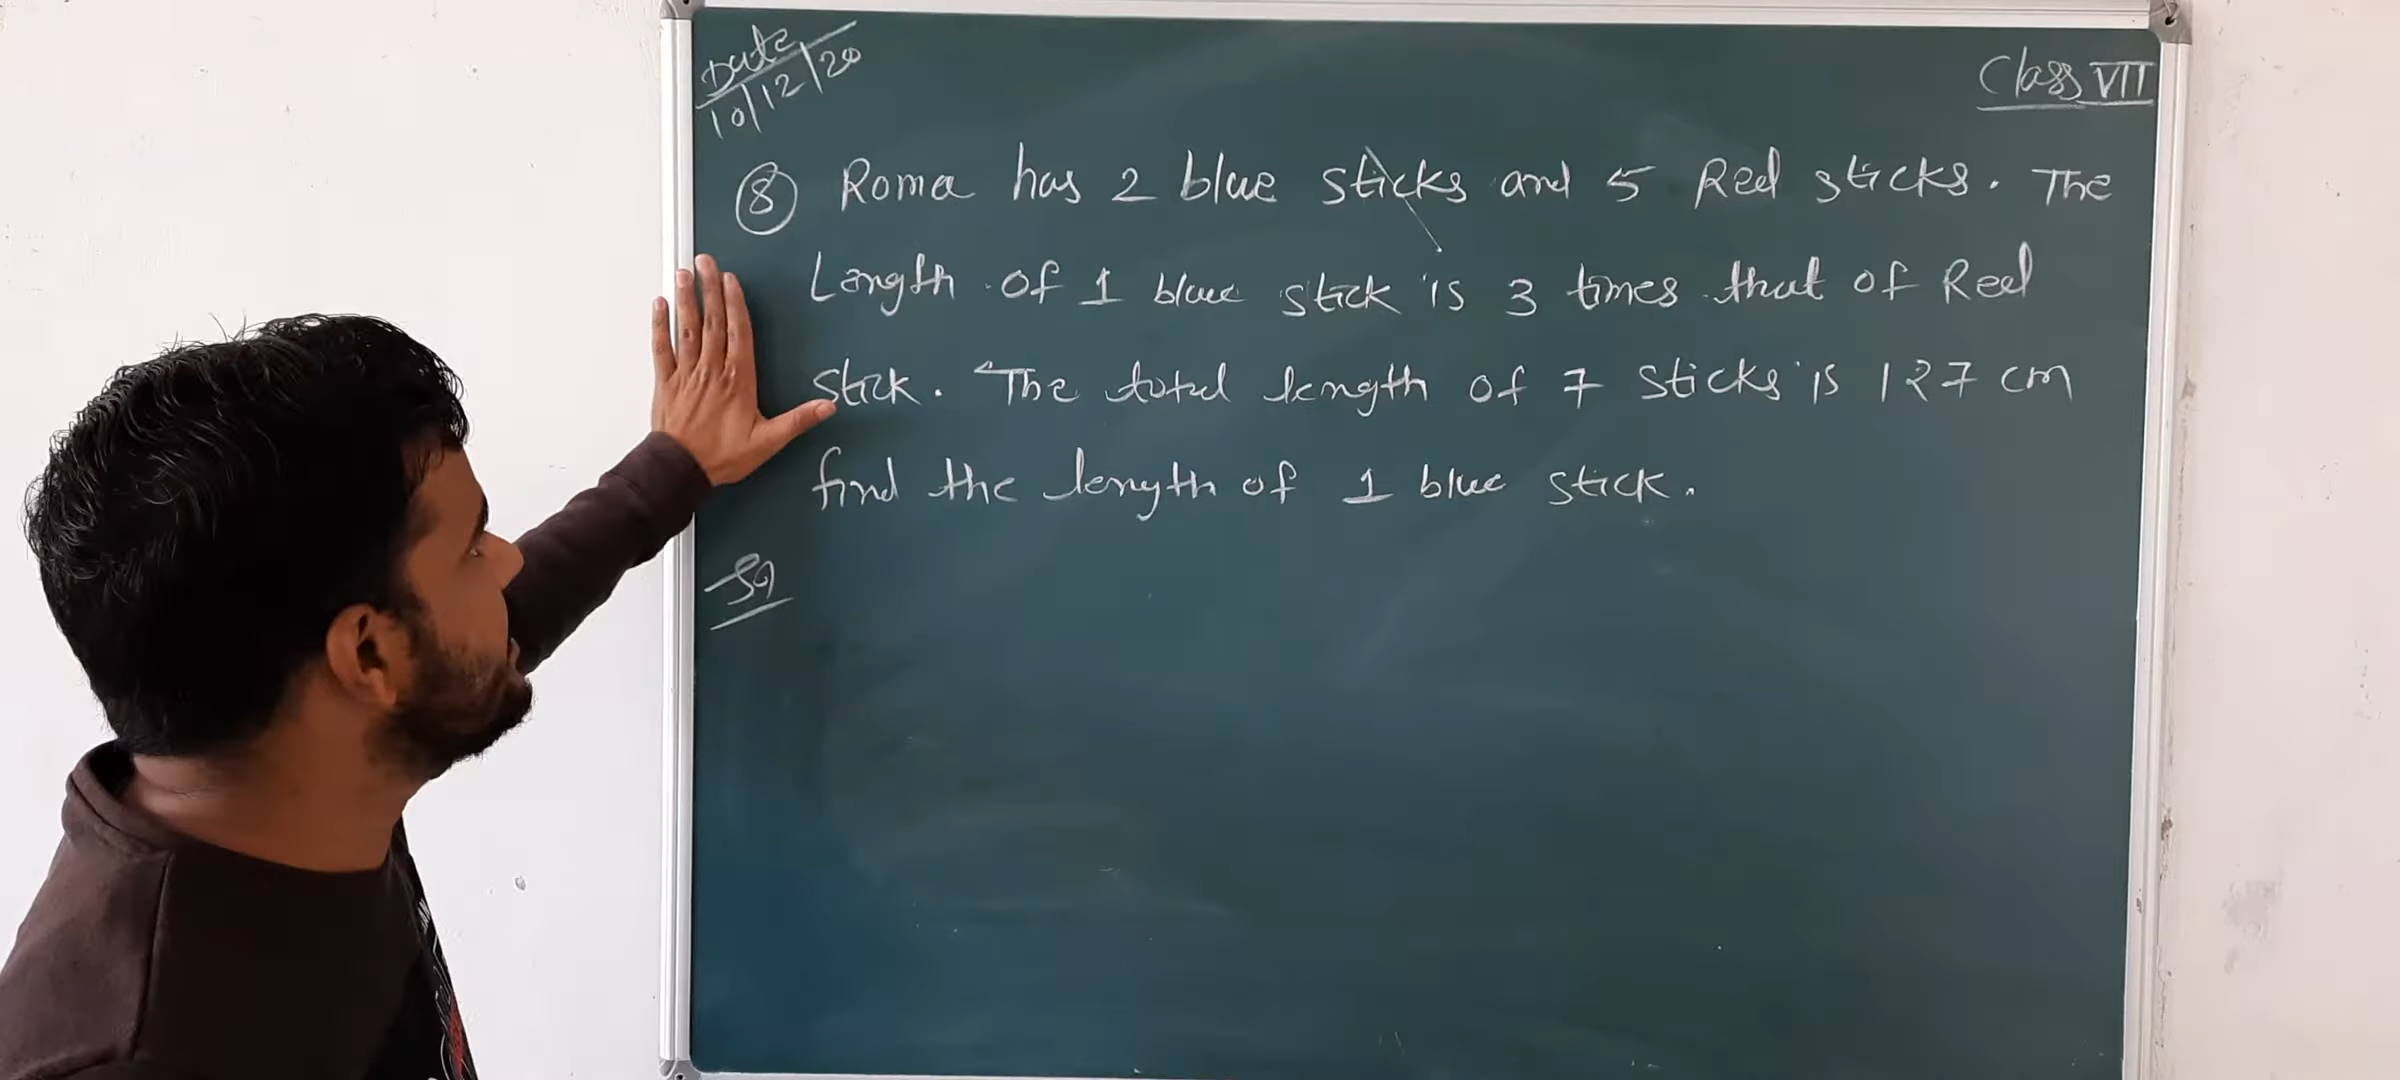 Date
10/12/20
Class VII
8 Roma has 2 blue sticks and 5 Red sticks. The
Length of 1 blue stick is 3 times that of Red
stick. The total length of 7 sticks is 127 cm
find the length of 1 blue stick.